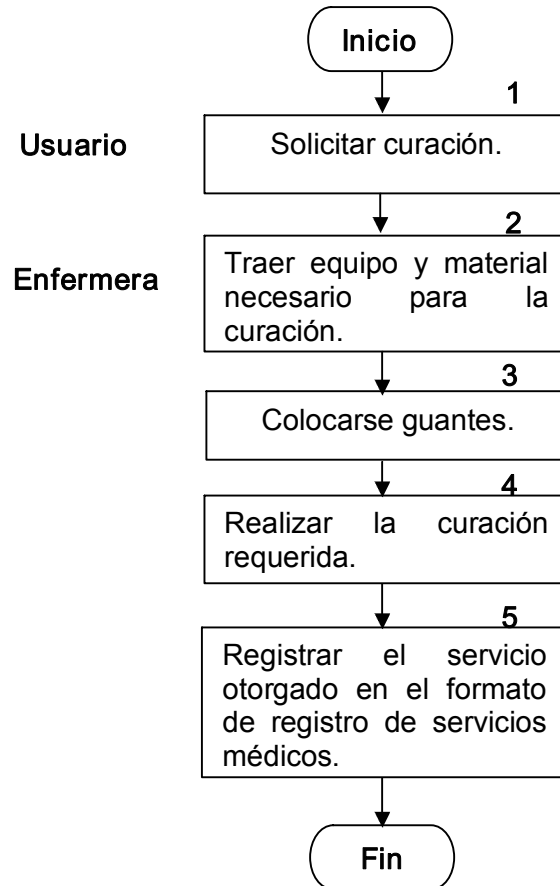 Inicio
1
Usuario
Solicitar curación.
2
Enfermera
Traer equipo y material
necesario para la
curación.
3
Colocarse guantes.
4
Realizar la curación
requerida.
5
Registrar el servicio
otorgado en el formato
de registro de servicios
médicos.
Fin